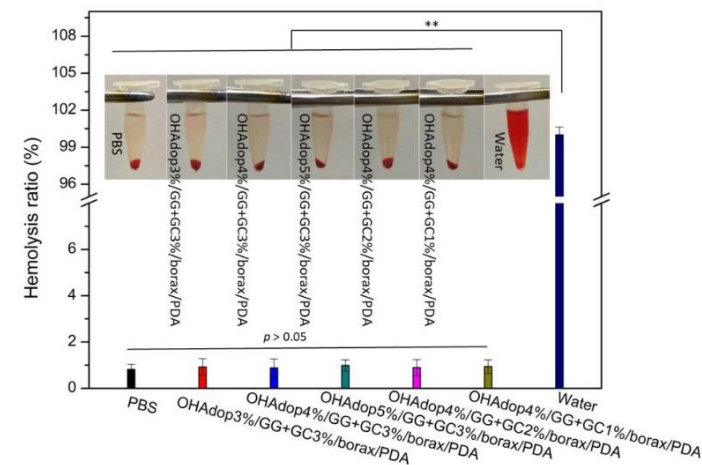 **
108
105
102
99
96
6
4
2
0
Hemolysis ratio (%)
PBS
OHAdop3%/GG+GC3%/borax/PDA
OHAdop4%/GG+GC3%/borax/PDA
OHAdop5%/GG+GC3%/borax/PDA
OHAdop4%/GG+GC2%/borax/PDA
OHAdop4%/GG+GC1%/borax/PDA
Water
p > 0.05
PBS
OHAdop3%/GG+GC3%/borax/PDA
OHAdop4%/GG+GC3%/borax/PDA
OHAdop5%/GG+GC3%/borax/PDA
OHAdop4%/GG+GC2%/borax/PDA
OHAdop4%/GG+GC1%/borax/PDA
Water